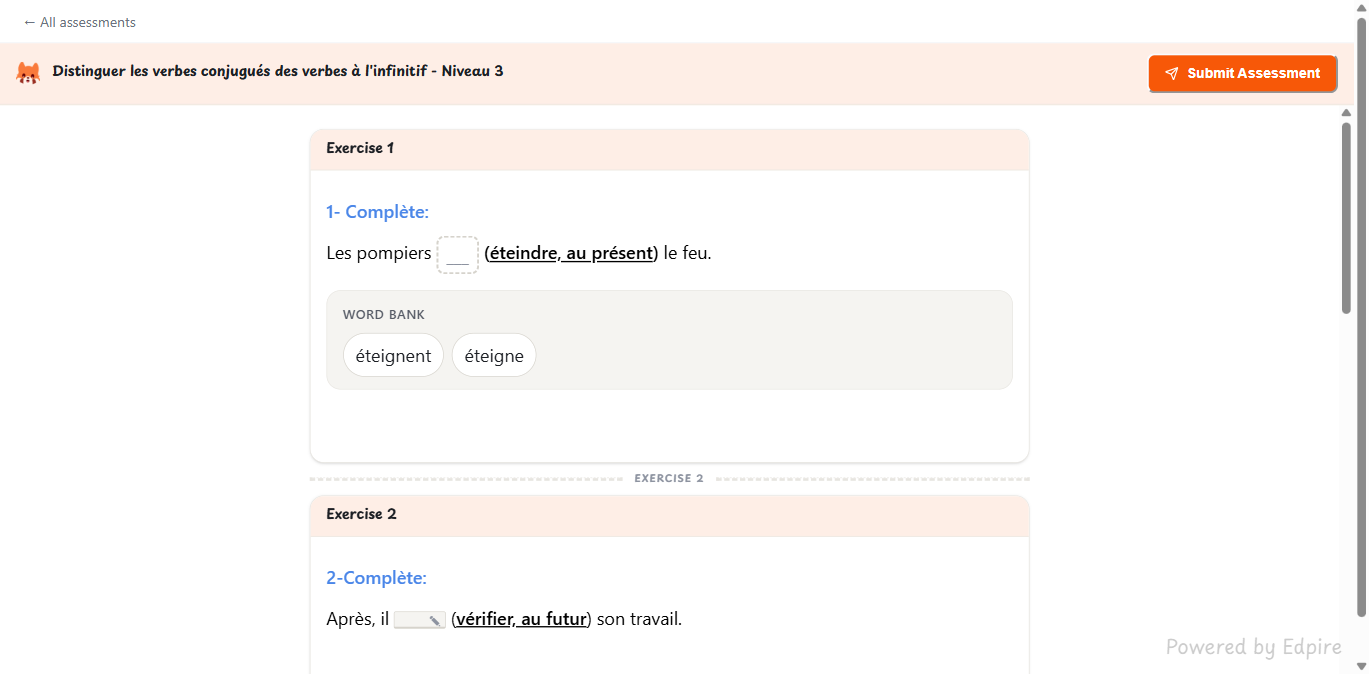 ← All assessments
Distinguer les verbes conjugués des verbes à l'infinitif - Niveau 3
Submit Assessment
Exercise 1
1- Complète:
Les pompiers ___ (éteindre, au présent) le feu.
WORD BANK
éteignent éteigne
EXERCISE 2
Exercise 2
2-Complète:
Après, il (vérifier, au futur) son travail.
Powered by Edpire